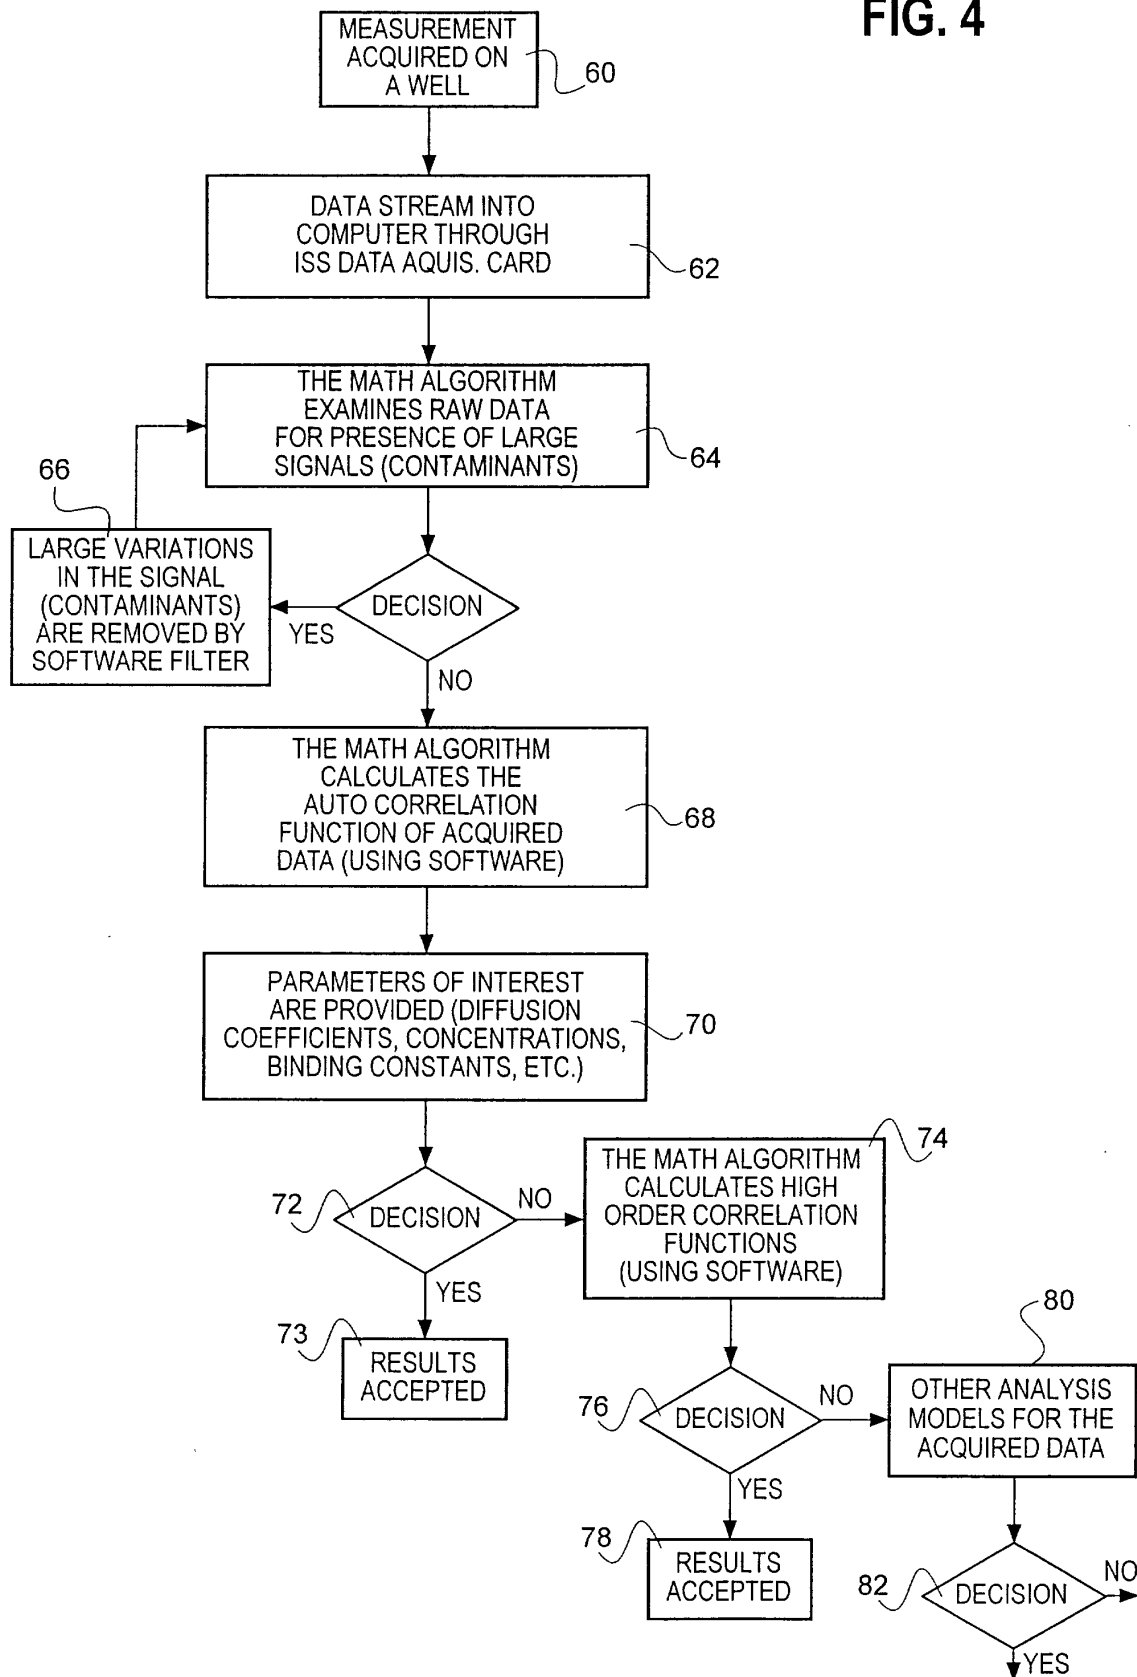 FIG. 4
MEASUREMENT
ACQUIRED ON
A WELL
60
DATA STREAM INTO
COMPUTER THROUGH
ISS DATA AQUIS. CARD
62
THE MATH ALGORITHM
EXAMINES RAW DATA
FOR PRESENCE OF LARGE
SIGNALS (CONTAMINANTS)
64
66
LARGE VARIATIONS
IN THE SIGNAL
(CONTAMINANTS)
ARE REMOVED BY
SOFTWARE FILTER
DECISION
YES
NO
THE MATH ALGORITHM
CALCULATES THE
AUTO CORRELATION
FUNCTION OF ACQUIRED
DATA (USING SOFTWARE)
68
PARAMETERS OF INTEREST
ARE PROVIDED (DIFFUSION
COEFFICIENTS, CONCENTRATIONS,
BINDING CONSTANTS, ETC.)
70
72
DECISION
NO
YES
73
RESULTS
ACCEPTED
74
THE MATH ALGORITHM
CALCULATES HIGH
ORDER CORRELATION
FUNCTIONS
(USING SOFTWARE)
76
DECISION
NO
YES
78
RESULTS
ACCEPTED
80
OTHER ANALYSIS
MODELS FOR THE
ACQUIRED DATA
82
DECISION
NO
YES